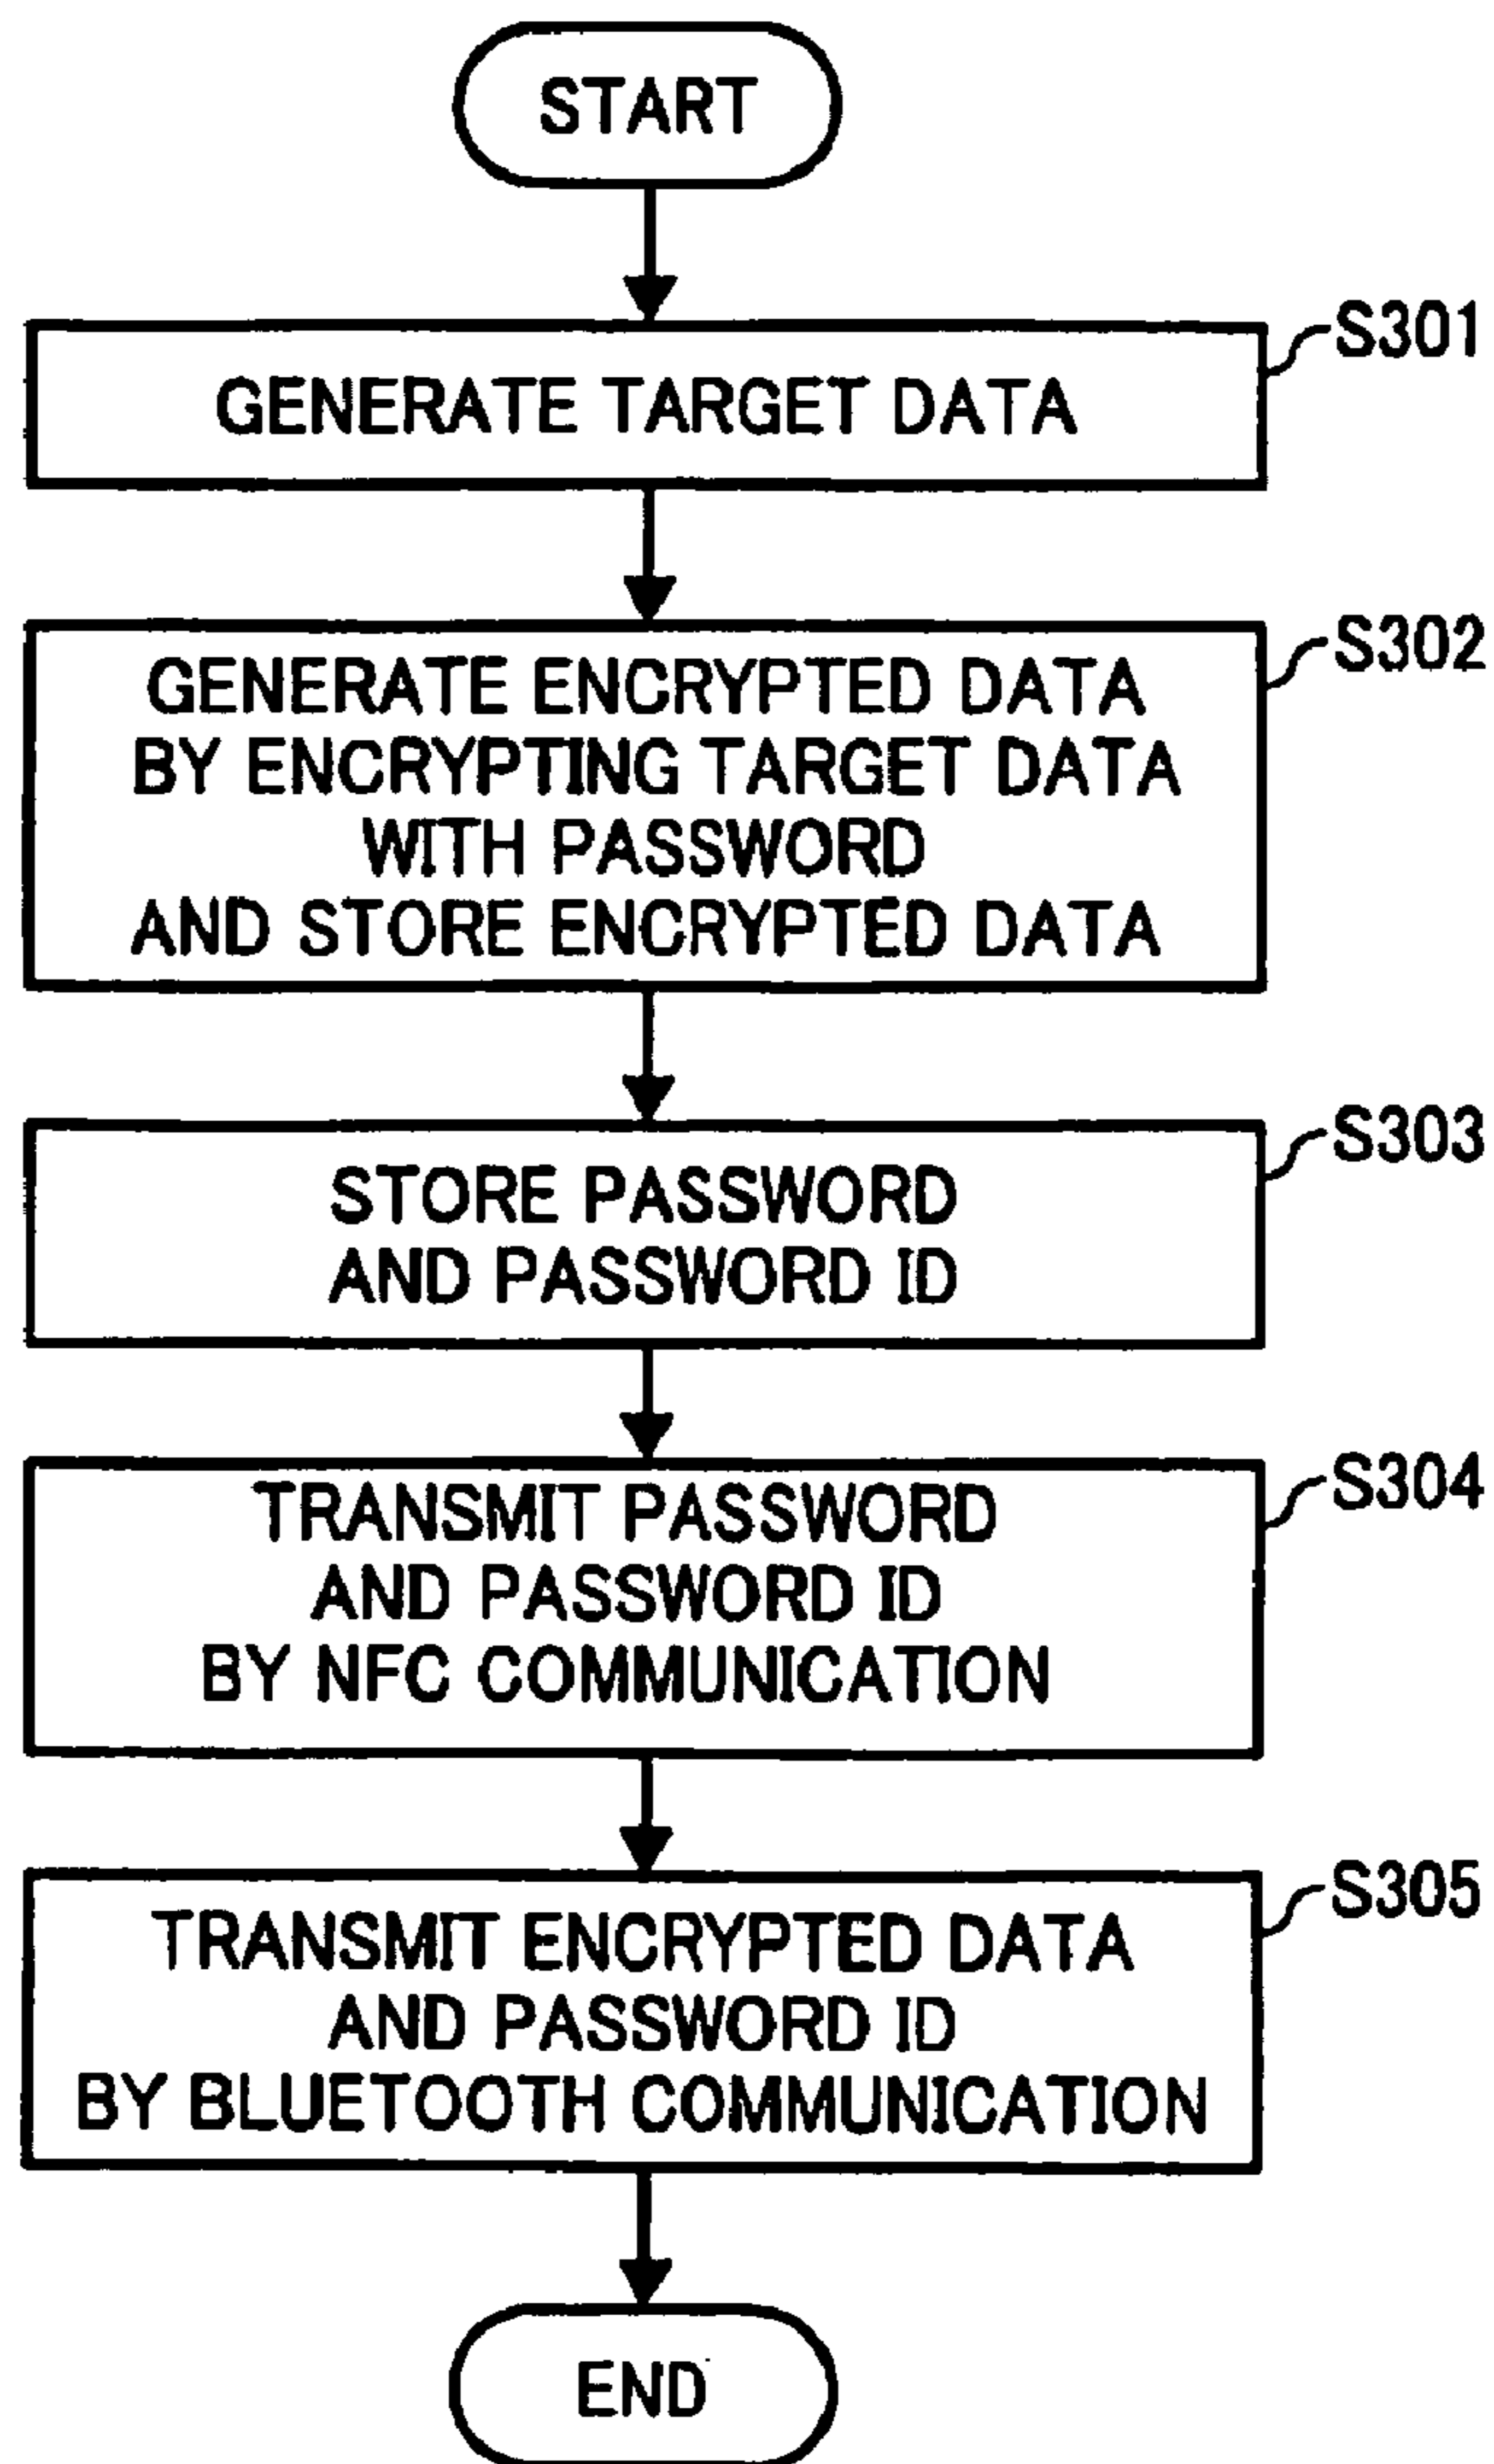 START
S301
GENERATE TARGET DATA
S302
GENERATE ENCRYPTED DATA
BY ENCRYPTING TARGET DATA
WITH PASSWORD
AND STORE ENCRYPTED DATA
S303
STORE PASSWORD
AND PASSWORD ID
S304
TRANSMIT PASSWORD
AND PASSWORD ID
BY NFC COMMUNICATION
S305
TRANSMIT ENCRYPTED DATA
AND PASSWORD ID
BY BLUETOOTH COMMUNICATION
END